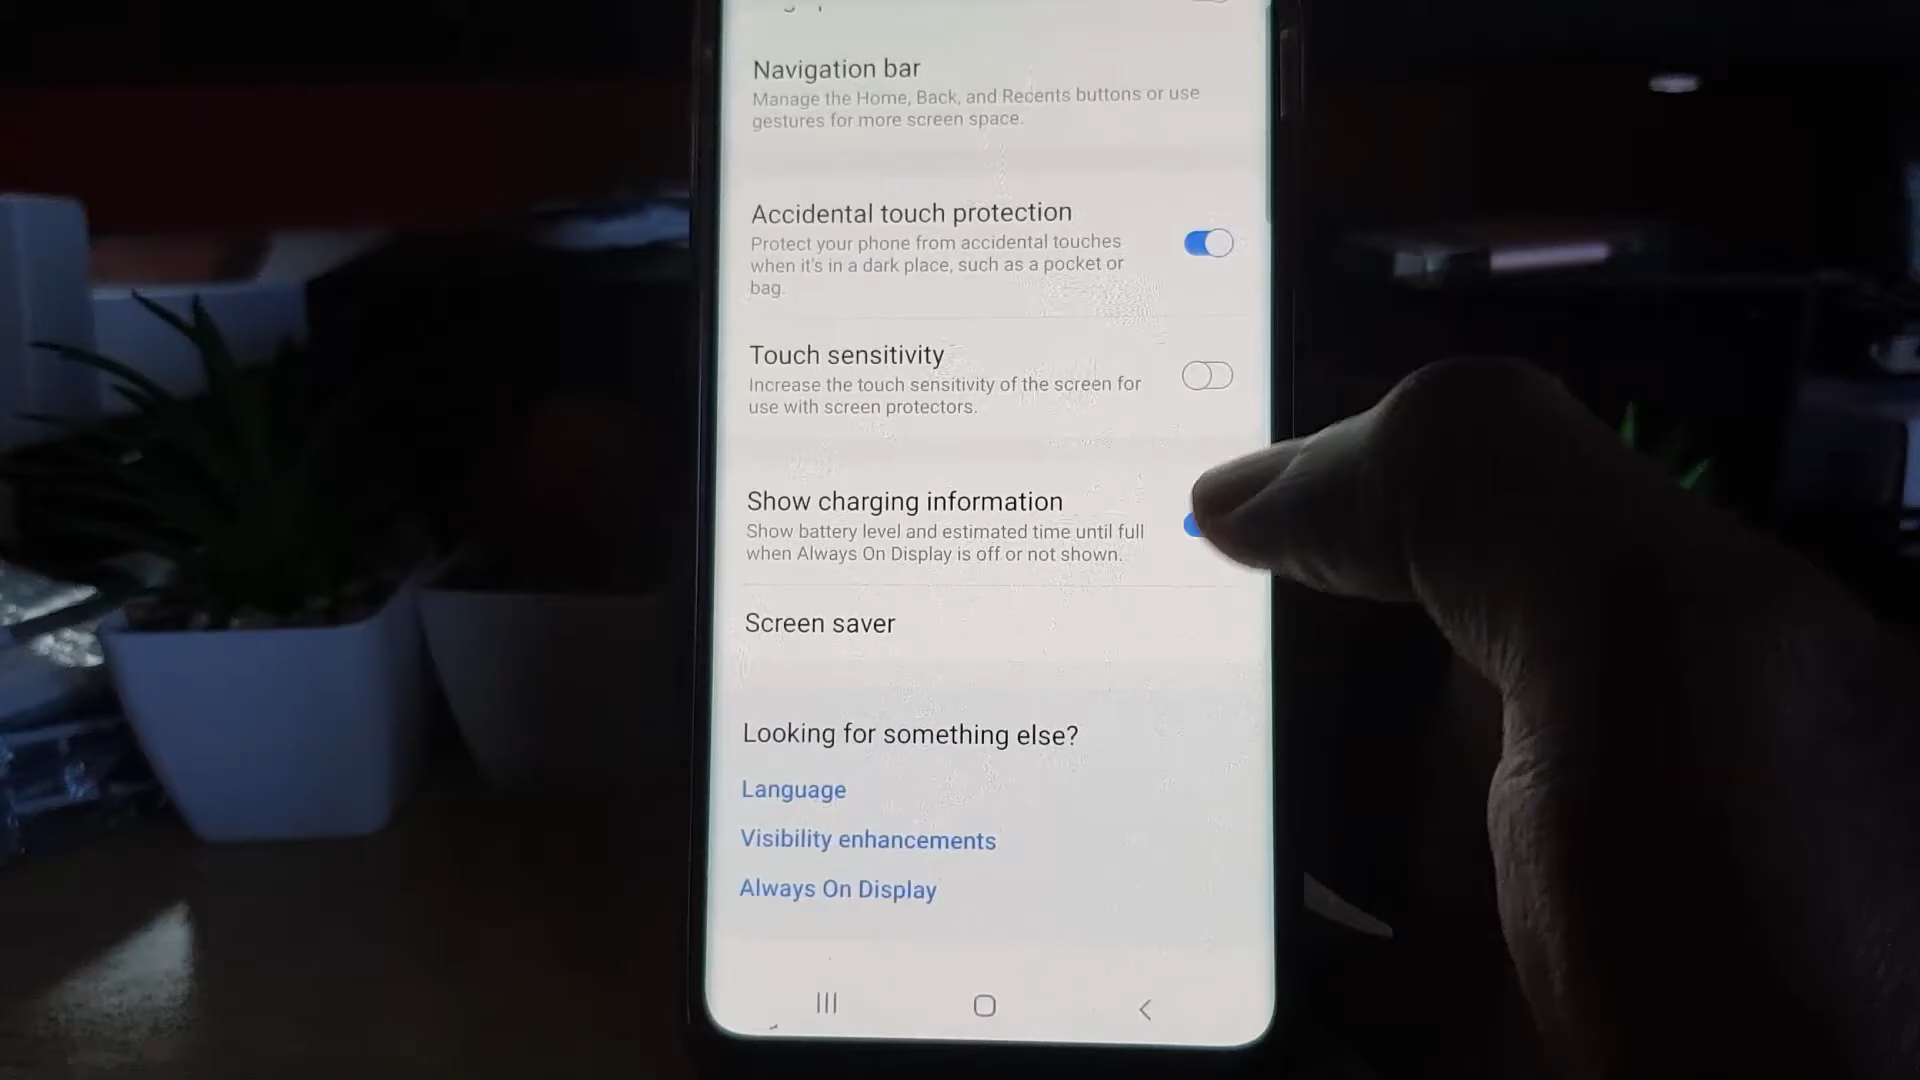 Navigation bar
Manage the Home, Back, and Recents buttons or use
gestures for more screen space.
Accidental touch protection
Protect your phone from accidental touches
when it's in a dark place, such as a pocket or
bag.
Touch sensitivity
Increase the touch sensitivity of the screen for
use with screen protectors.
Show charging information
Show battery level and estimated time until full
when Always On Display is off or not shown.
Screen saver
Looking for something else?
Language
Visibility enhancements
Always On Display